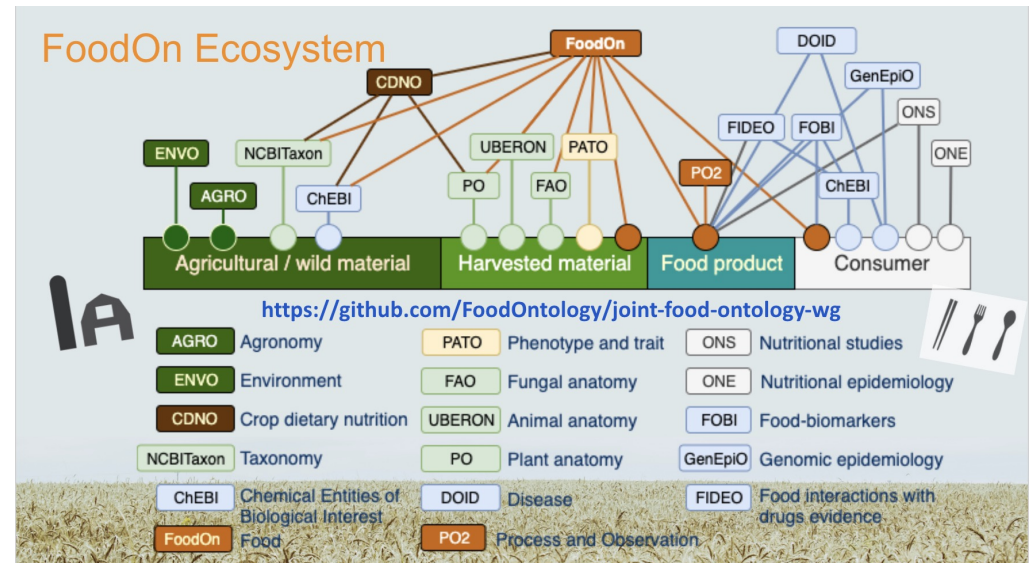 FoodOn Ecosystem
FoodOn
DOID
CDNO
GenEpiO
ONS
FIDEO
FOBI
ENVO
NCBITaxon
UBERON
PATO
ONE
PO2
AGRO
ChEBI
PO
FAO
ChEBI
Agricultural / wild material
Harvested material
Food product
Consumer
https://github.com/FoodOntology/joint-food-ontology-wg
AGRO Agronomy
PATO Phenotype and trait
ONS Nutritional studies
ENVO Environment
FAO Fungal anatomy
ONE Nutritional epidemiology
CDNO Crop dietary nutrition
UBERON Animal anatomy
FOBI Food-biomarkers
NCBITaxon Taxonomy
PO Plant anatomy
GenEpiO Genomic epidemiology
ChEBI Chemical Entities of
Biological Interest
DOID Disease
FIDEO Food interactions with
drugs evidence
FoodOn Food
PO2 Process and Observation